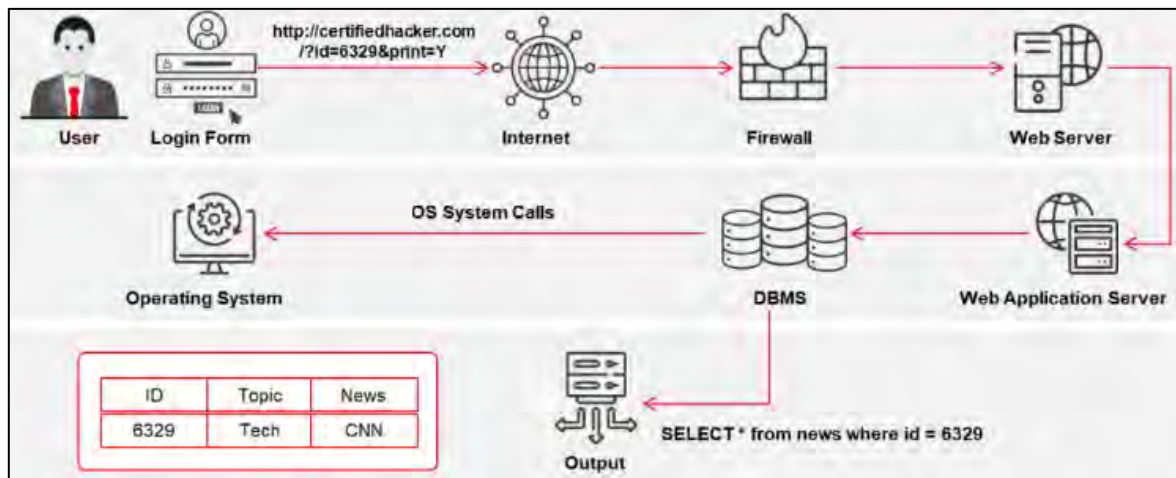 http://certifiedhacker.com
/?id=6329&print=Y
User
Login Form
LOGIN
Internet
Firewall
Web Server
OS System Calls
Operating System
DBMS
Web Application Server
ID Topic News
6329 Tech CNN
SELECT * from news where id = 6329
Output